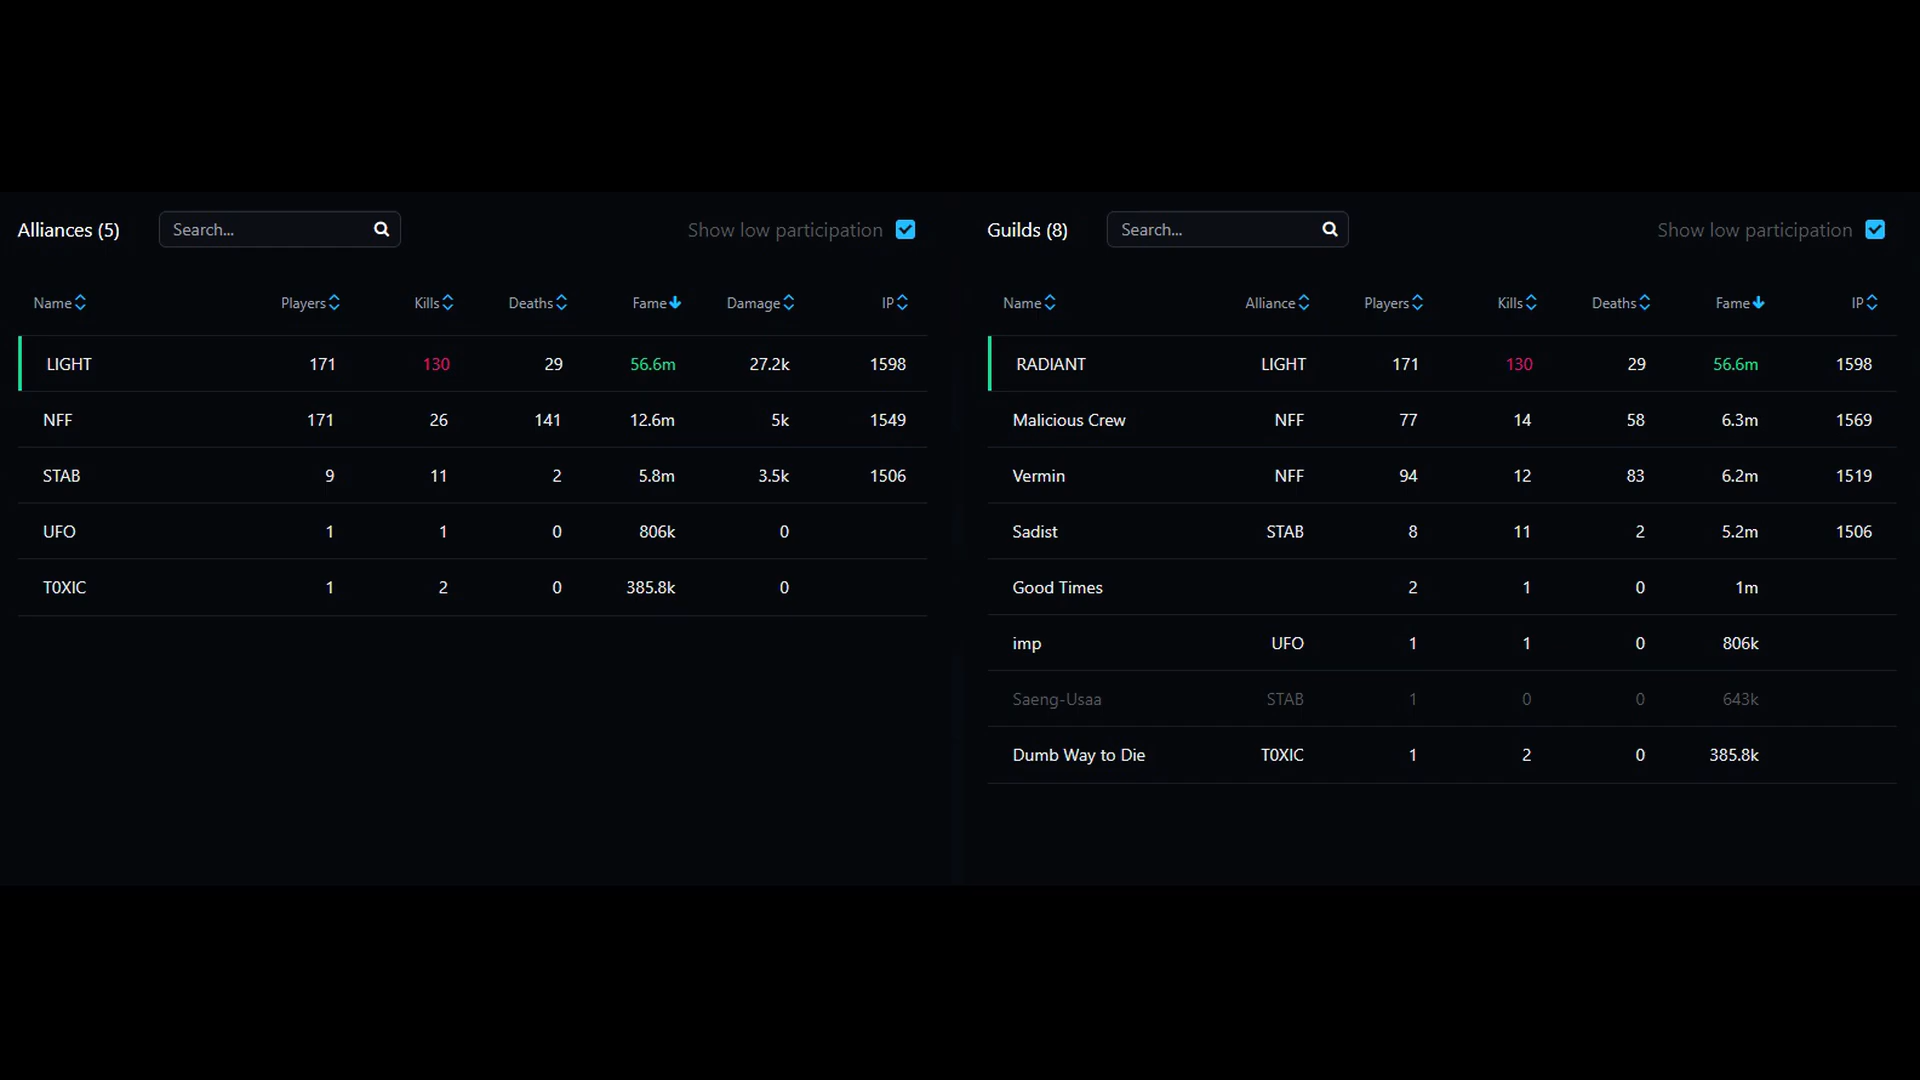 Alliances (5) Search... Show low participation
Name Players Kills Deaths Fame Damage IP
LIGHT 171 130 29 56.6m 27.2k 1598
NFF 171 26 141 12.6m 5k 1549
STAB 9 11 2 5.8m 3.5k 1506
UFO 1 1 0 806k 0
T0XIC 1 2 0 385.8k 0
Guilds (8) Search... Show low participation
Name Alliance Players Kills Deaths Fame IP
RADIANT LIGHT 171 130 29 56.6m 1598
Malicious Crew NFF 77 14 58 6.3m 1569
Vermin NFF 94 12 83 6.2m 1519
Sadist STAB 8 11 2 5.2m 1506
Good Times 2 1 0 1m
imp UFO 1 1 0 806k
Saeng-Usaa STAB 1 0 0 643k
Dumb Way to Die T0XIC 1 2 0 385.8k